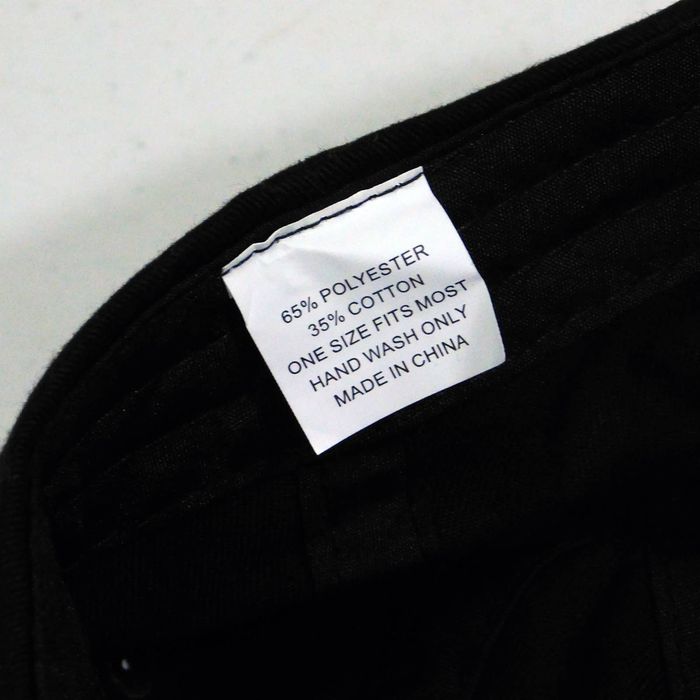 65% POLYESTER
35% COTTON
ONE SIZE FITS MOST
HAND WASH ONLY
MADE IN CHINA